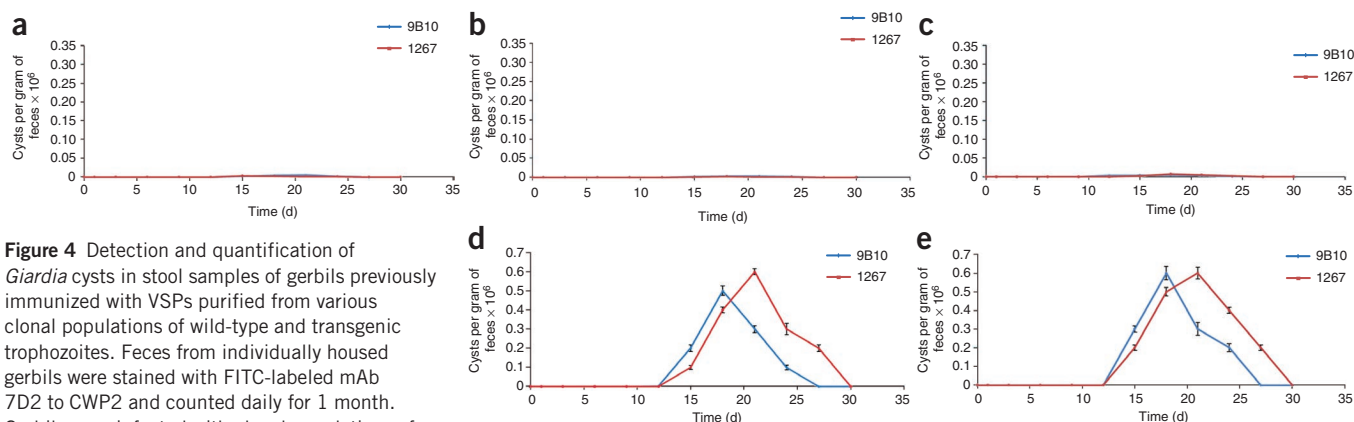 a
9B10
1267
Cysts per gram of
feces × 10⁶
0.35
0.30
0.25
0.20
0.15
0.10
0.05
0
0 5 10 15 20 25 30 35
Time (d)
b
9B10
1267
Cysts per gram of
feces × 10⁶
0.35
0.30
0.25
0.20
0.15
0.10
0.05
0
0 5 10 15 20 25 30 35
Time (d)
c
9B10
1267
Cysts per gram of
feces × 10⁶
0.35
0.30
0.25
0.20
0.15
0.10
0.05
0
0 5 10 15 20 25 30 35
Time (d)
Figure 4 Detection and quantification of
Giardia cysts in stool samples of gerbils previously
immunized with VSPs purified from various
clonal populations of wild-type and transgenic
trophozoites. Feces from individually housed
gerbils were stained with FITC-labeled mAb
7D2 to CWP2 and counted daily for 1 month.
d
9B10
1267
Cysts per gram of
feces × 10⁶
0.7
0.6
0.5
0.4
0.3
0.2
0.1
0
0 5 10 15 20 25 30 35
Time (d)
e
9B10
1267
Cysts per gram of
feces × 10⁶
0.7
0.6
0.5
0.4
0.3
0.2
0.1
0
0 5 10 15 20 25 30 35
Time (d)